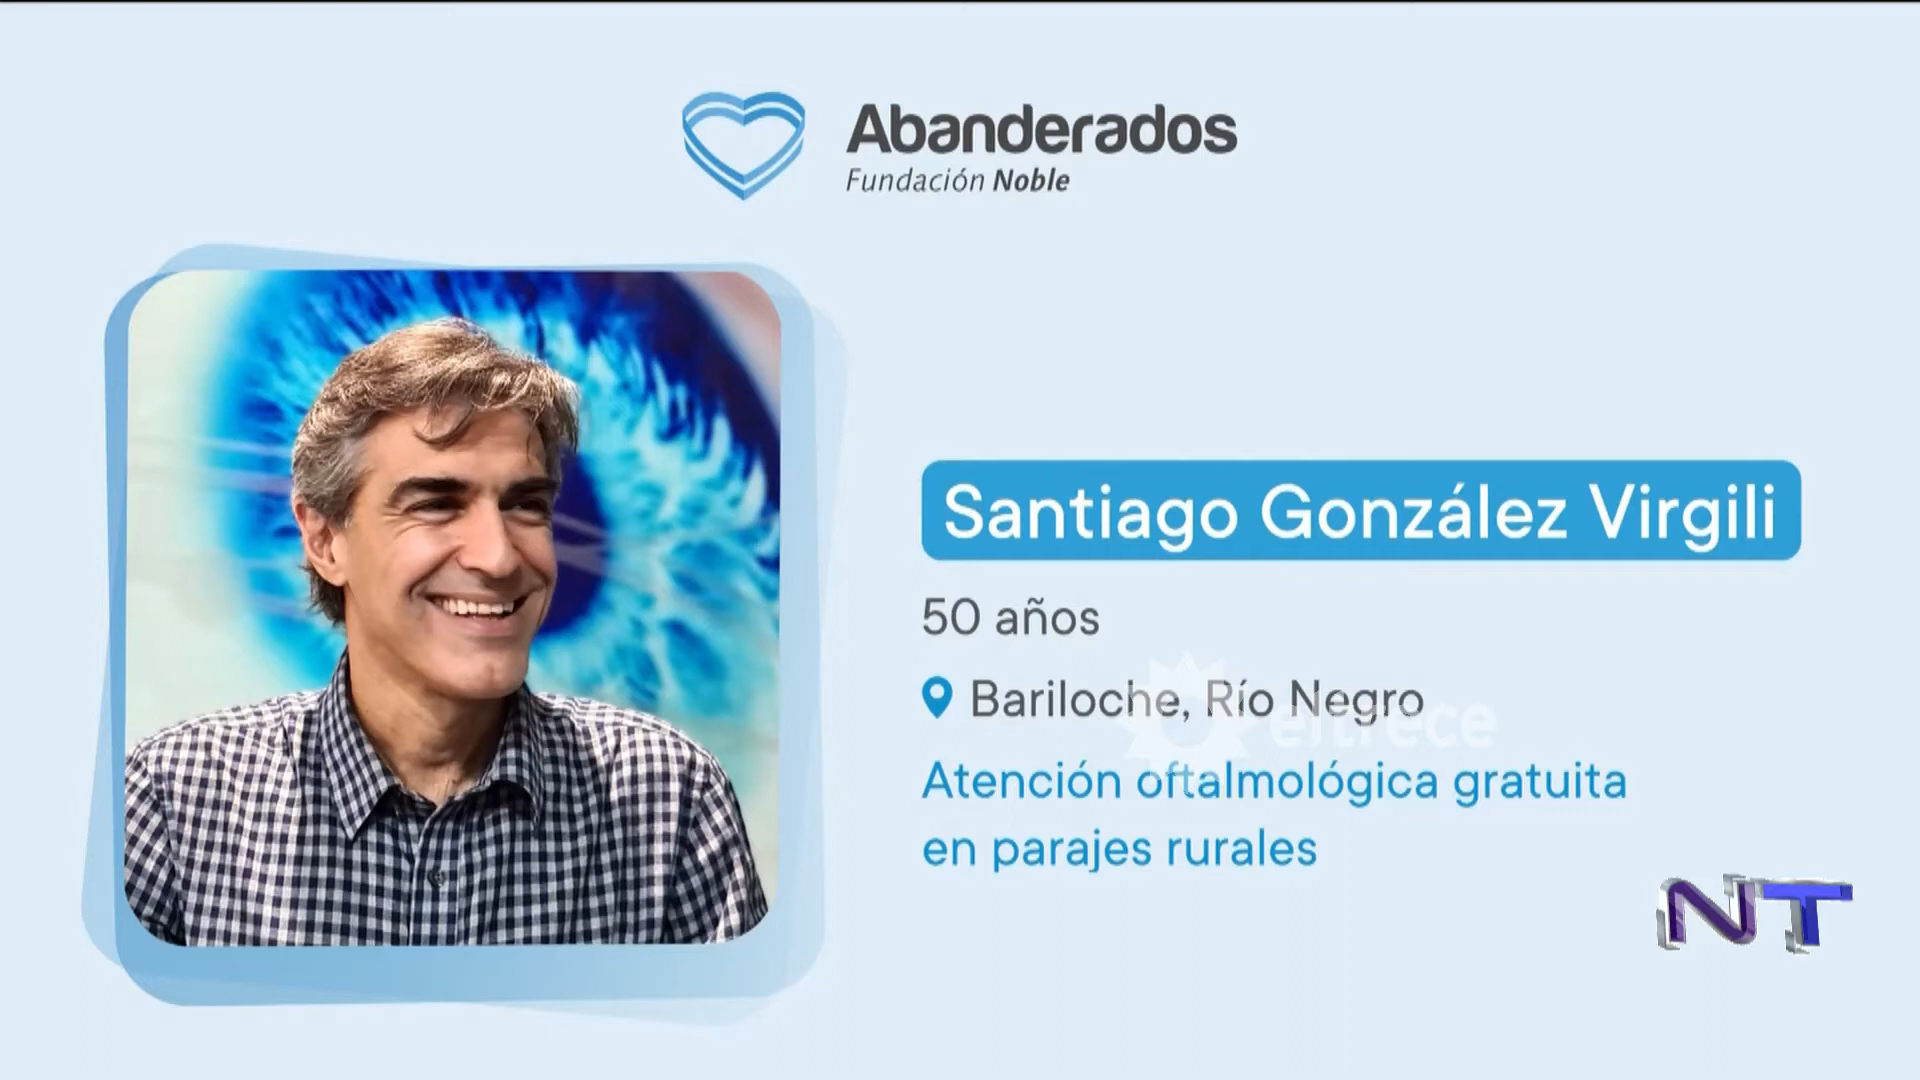 Abanderados
Fundación Noble
Santiago González Virgili
50 años
Bariloche, Río Negro
eltrece
Atención oftalmológica gratuita
en parajes rurales
NT